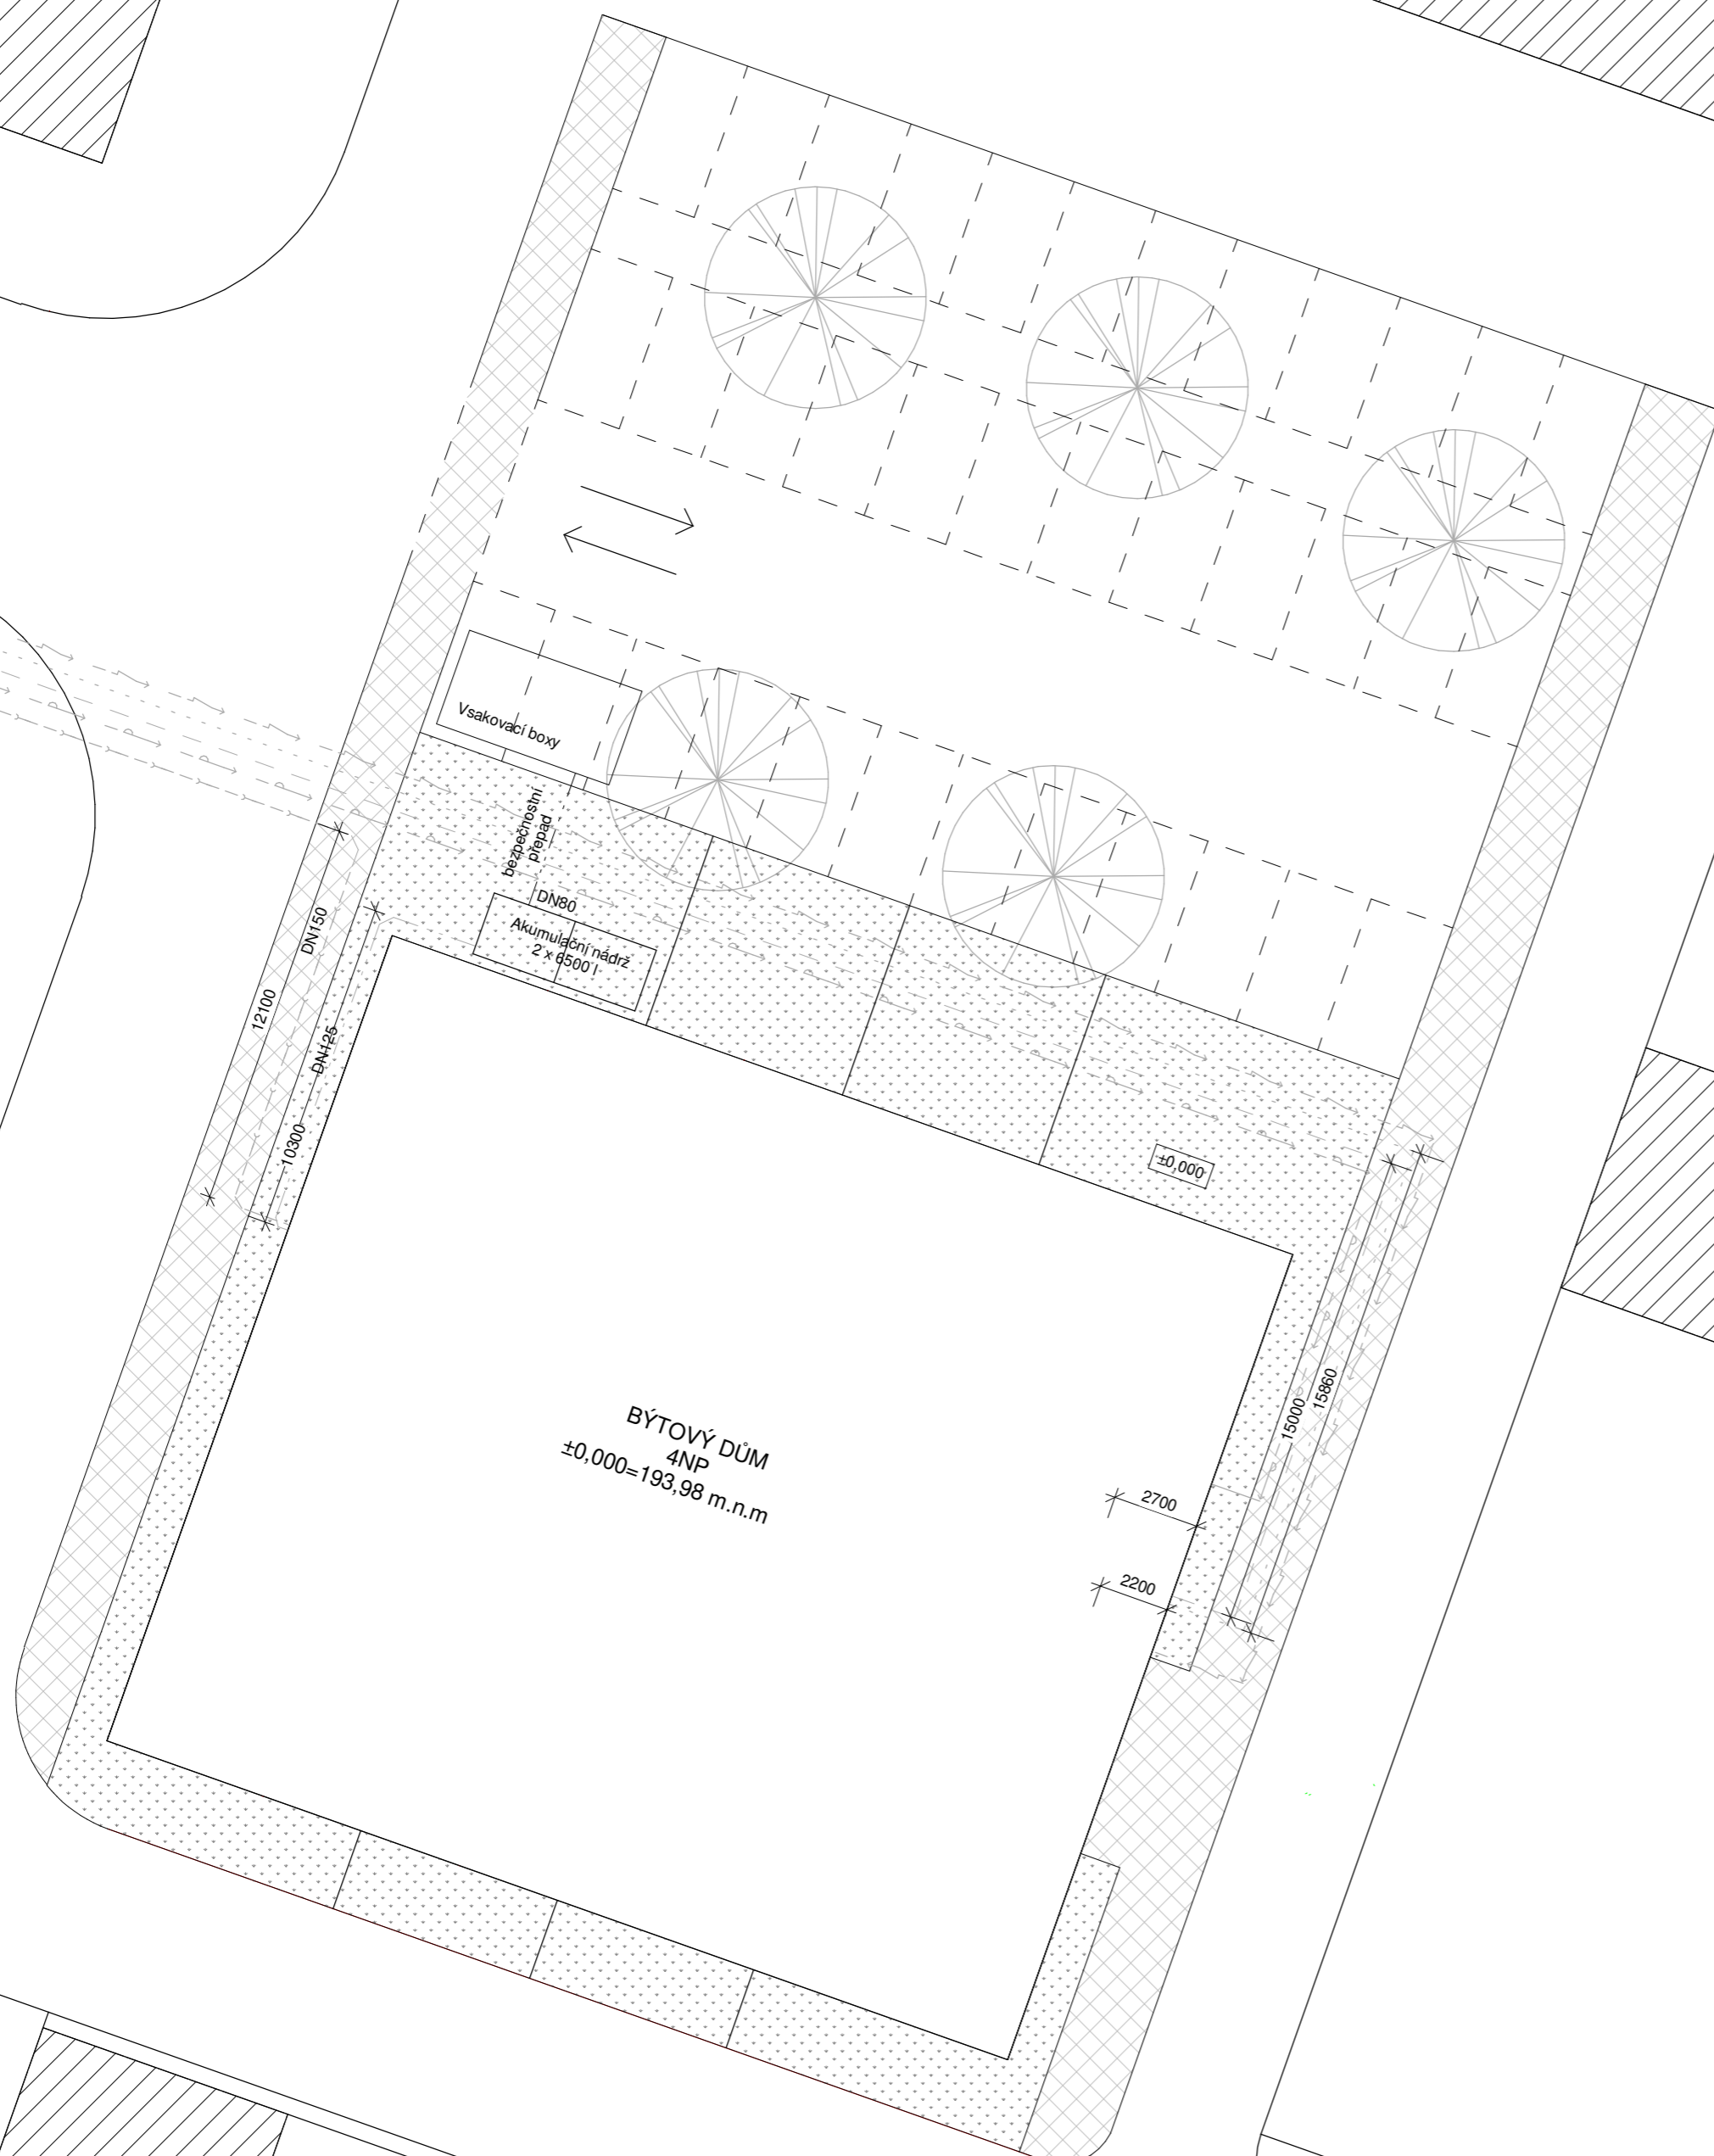 Vsakovací boxy
bezpečnostní
přepad
DN80
Akumulační nádrž
2 x 6500 l
DN150
12100
DN125
10300
±0,000
15860
15000
BÝTOVÝ DŮM
4NP
±0,000=193,98 m.n.m
2700
2200